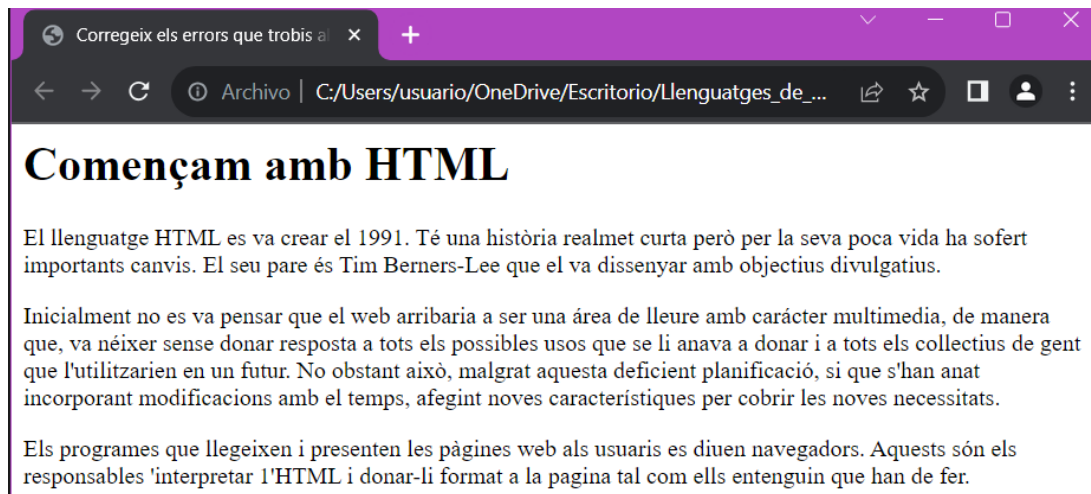 Corregeix els errors que trobis al
Archivo C:/Users/usuario/OneDrive/Escritorio/Llenguatges_de_...
Començam amb HTML
El llenguatge HTML es va crear el 1991. Té una història realmet curta però per la seva poca vida ha sofert
importants canvis. El seu pare és Tim Berners-Lee que el va dissenyar amb objectius divulgatius.
Inicialment no es va pensar que el web arribaria a ser una área de lleure amb carácter multimedia, de manera
que, va néixer sense donar resposta a tots els possibles usos que se li anava a donar i a tots els collectius de gent
que l'utilitzarien en un futur. No obstant això, malgrat aquesta deficient planificació, si que s'han anat
incorporant modificacions amb el temps, afegint noves característiques per cobrir les noves necessitats.
Els programes que llegeixen i presenten les pàgines web als usuaris es diuen navegadors. Aquests són els
responsables 'interpretar 1'HTML i donar-li format a la pagina tal com ells entenguin que han de fer.